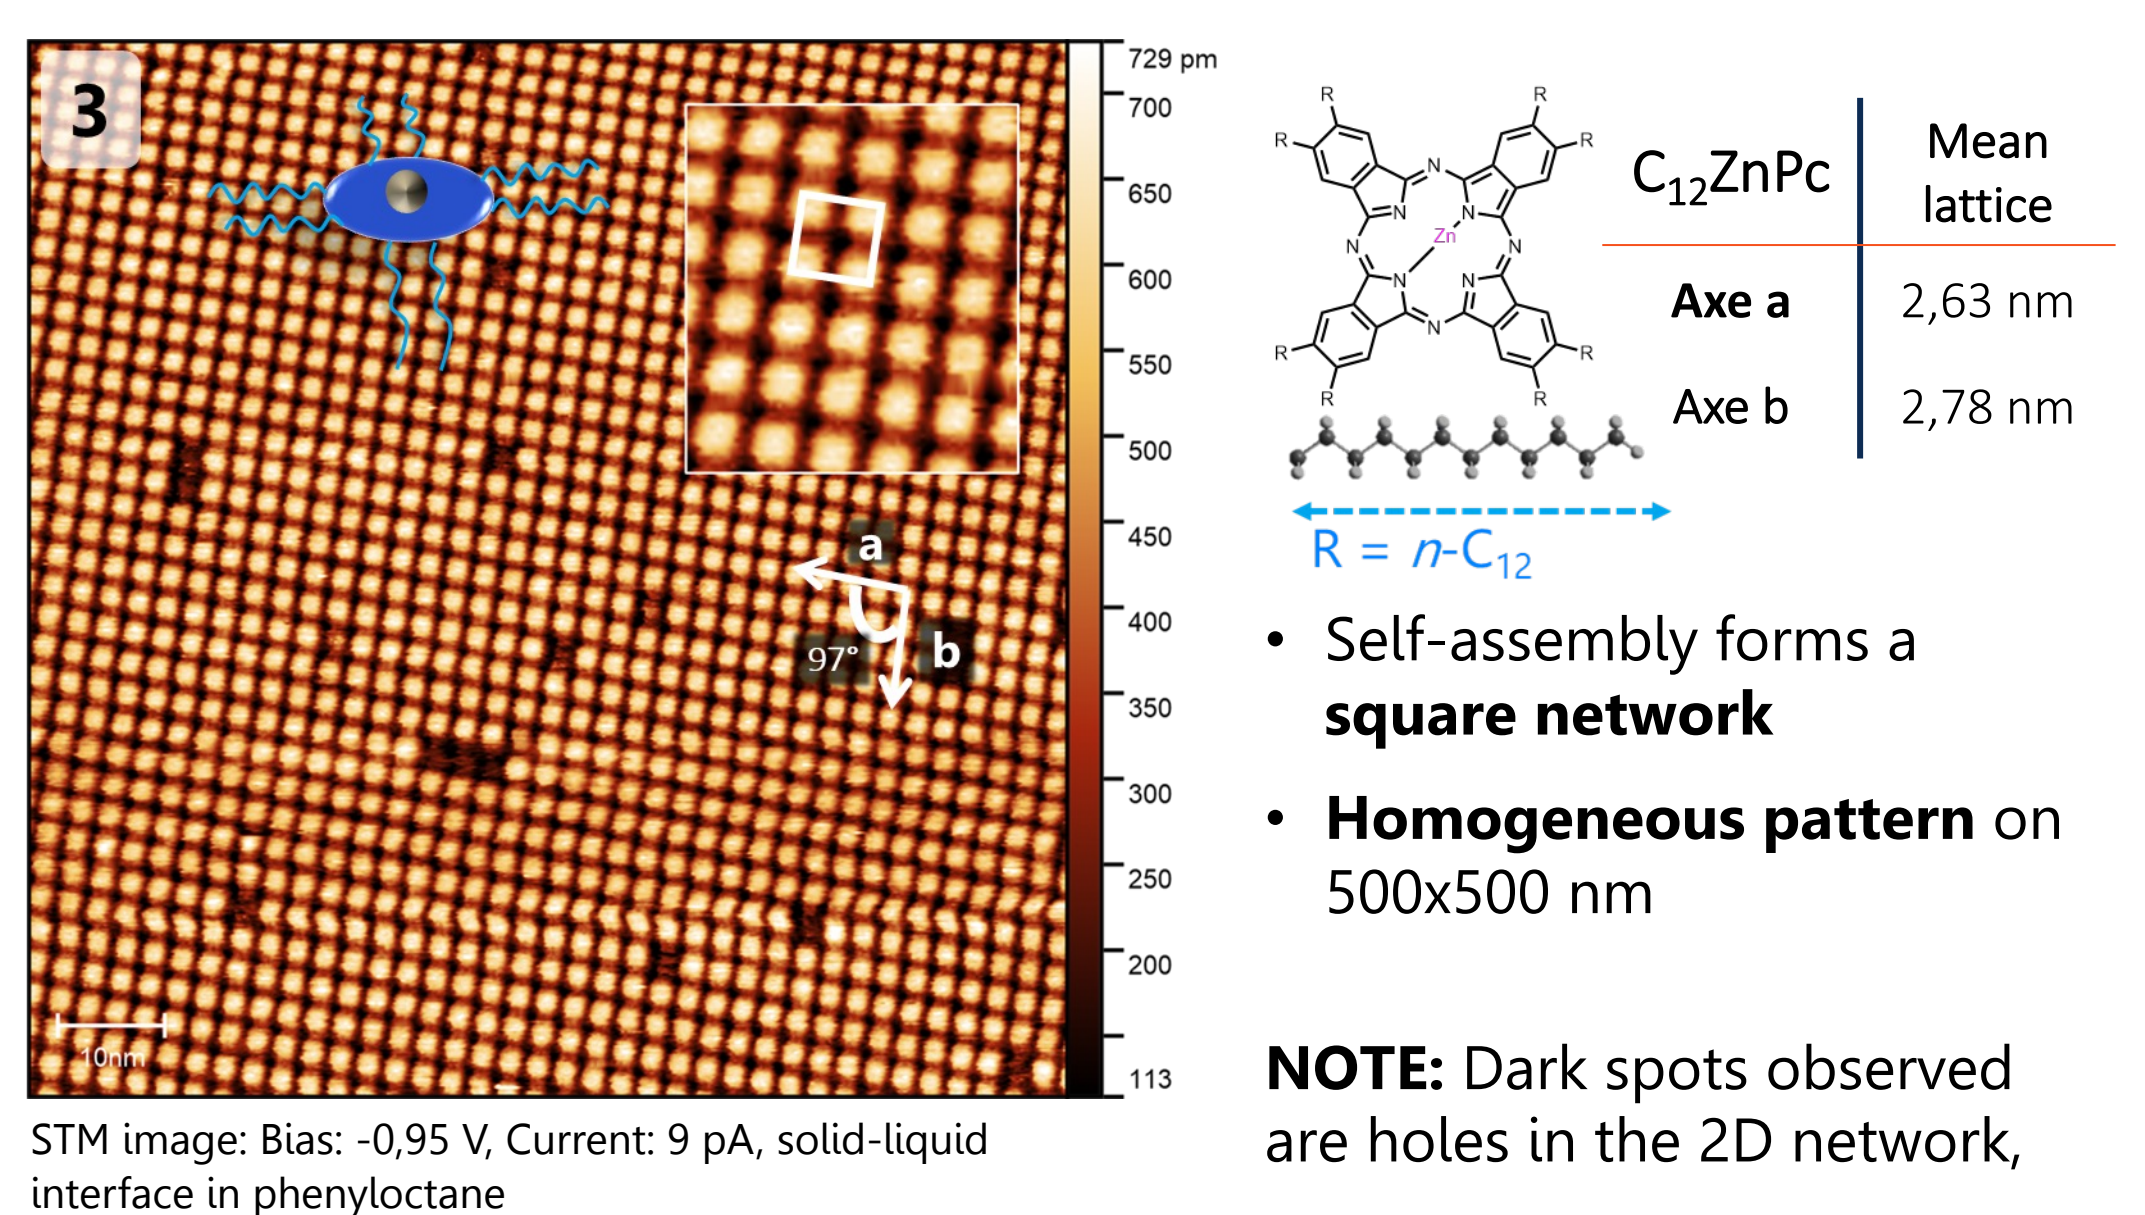 3
a
b
97°
10nm
729 pm
700
650
600
550
500
450
400
350
300
250
200
113
STM image: Bias: -0,95 V, Current: 9 pA, solid-liquid
interface in phenyloctane
R
R
R
R
N
N
N
Zn
N
N
N
N
N
R
R
R
R
R = n-C12
C12ZnPc
Mean
lattice
Axe a
2,63 nm
Axe b
2,78 nm
• Self-assembly forms a
square network
• Homogeneous pattern on
500x500 nm
NOTE: Dark spots observed
are holes in the 2D network,